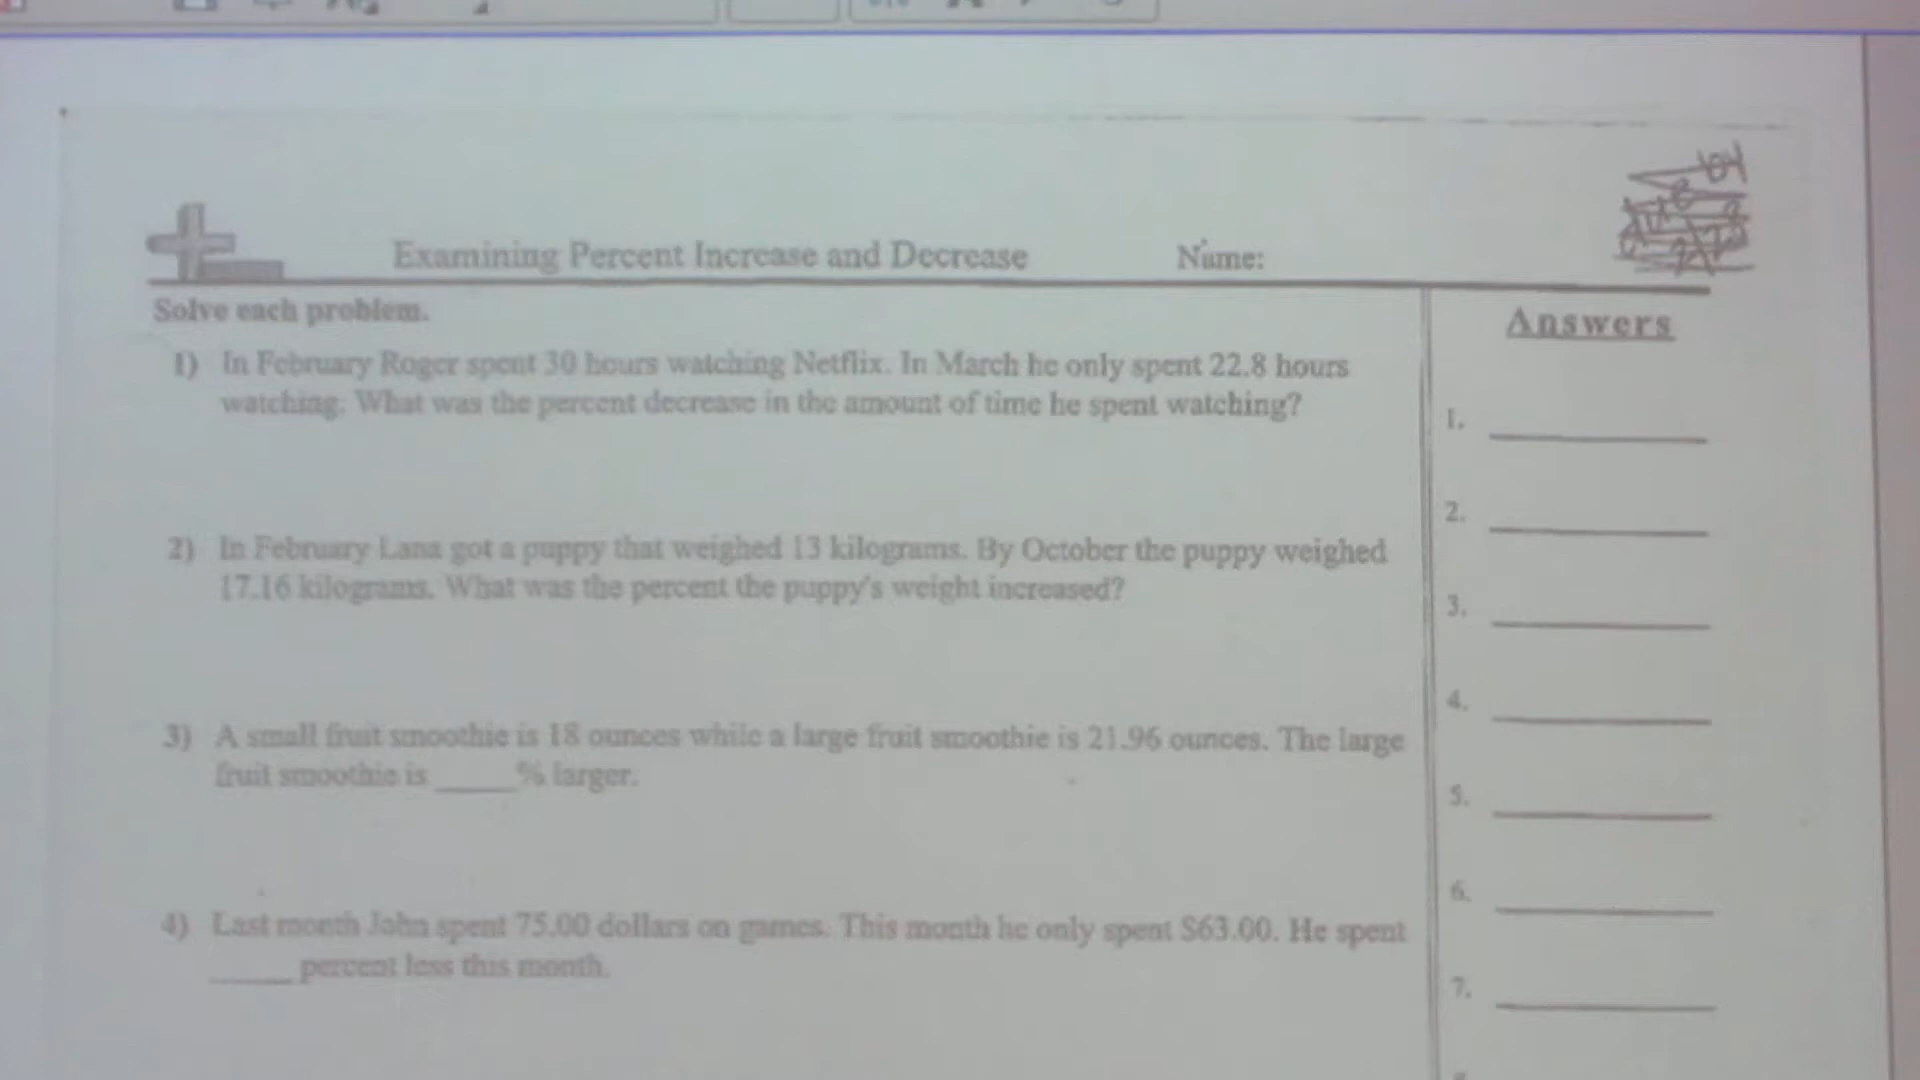 Examining Percent Increase and Decrease Name:
Solve each problem.
Answers
1) In February Roger spent 30 hours watching Netflix. In March he only spent 22.8 hours
watching. What was the percent decrease in the amount of time he spent watching?
2) In February Lana got a puppy that weighed 13 kilograms. By October the puppy weighed
17.16 kilograms. What was the percent the puppy's weight increased?
3) A small fruit smoothie is 18 ounces while a large fruit smoothie is 21.96 ounces. The large
fruit smoothie is _____% larger.
4) Last month John spent 75.00 dollars on games. This month he only spent $63.00. He spent
_____ percent less this month.
1.
2.
3.
4.
5.
6.
7.